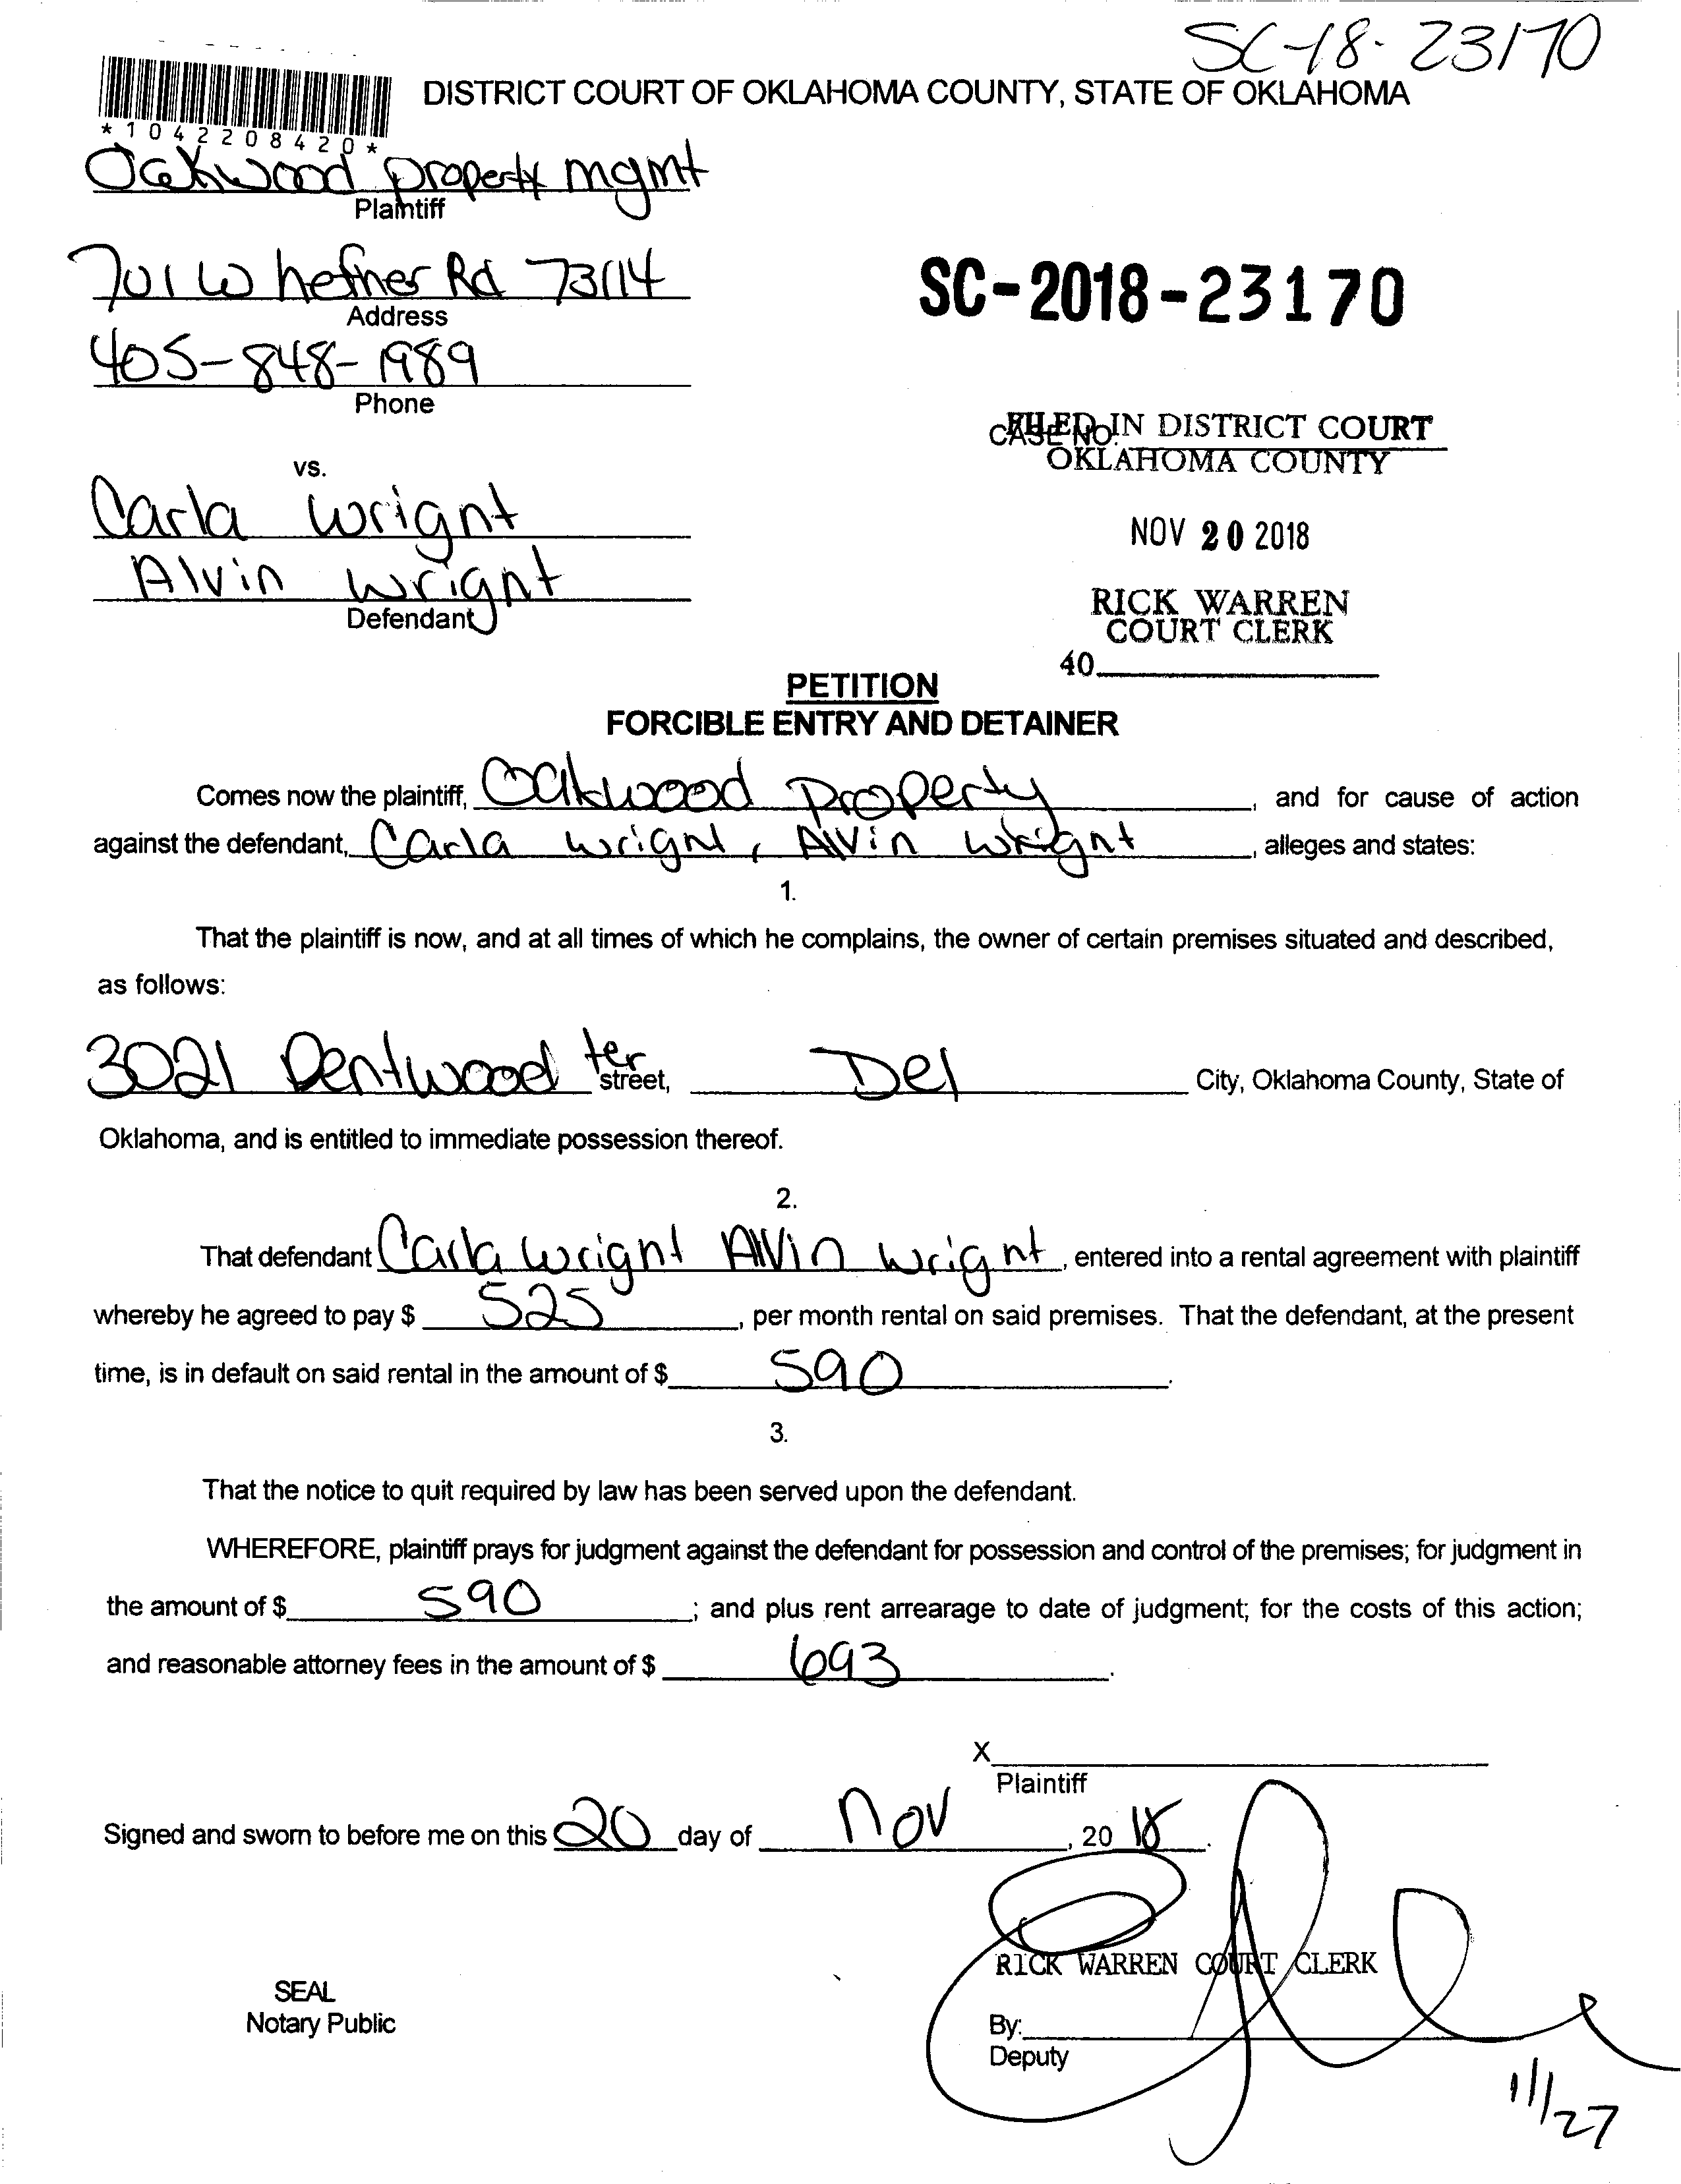 SC-18-23170
DISTRICT COURT OF OKLAHOMA COUNTY, STATE OF OKLAHOMA
*1042208420*
Oakwood property mgmt
Plaintiff
701 W hefner Rd 73114
Address
SC-2018-23170
405-848-1989
Phone
CASE NO.
FILED IN DISTRICT COURT
OKLAHOMA COUNTY
vs.
Carla Wright
NOV 20 2018
Alvin Wright
Defendant
RICK WARREN
COURT CLERK
40
PETITION
FORCIBLE ENTRY AND DETAINER
Comes now the plaintiff, Oakwood Property, and for cause of action
against the defendant, Carla Wright, Alvin Wright, alleges and states:
1.
That the plaintiff is now, and at all times of which he complains, the owner of certain premises situated and described,
as follows:
3021 Dentwood ter street, Del City, Oklahoma County, State of
Oklahoma, and is entitled to immediate possession thereof.
2.
That defendant Carla Wright Alvin Wright, entered into a rental agreement with plaintiff
whereby he agreed to pay $ 525, per month rental on said premises. That the defendant, at the present
time, is in default on said rental in the amount of $ 590.
3.
That the notice to quit required by law has been served upon the defendant.
WHEREFORE, plaintiff prays for judgment against the defendant for possession and control of the premises; for judgment in
the amount of $ 590; and plus rent arrearage to date of judgment; for the costs of this action;
and reasonable attorney fees in the amount of $ 693.
X
Plaintiff
Signed and sworn to before me on this 20 day of Nov, 20 18.
RICK WARREN COURT CLERK
SEAL
Notary Public
By:
Deputy
11/27